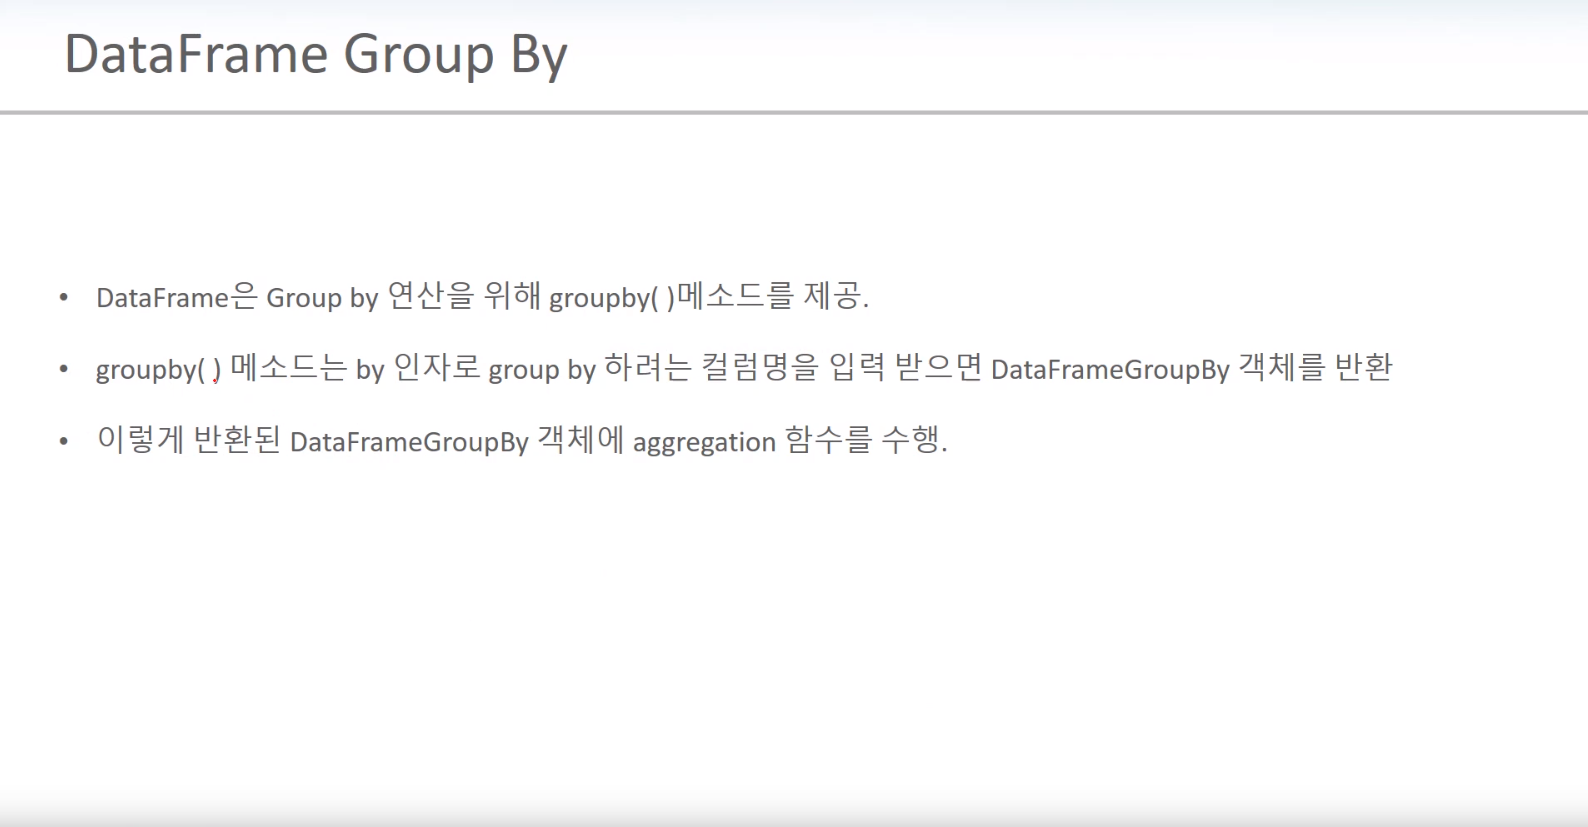 DataFrame Group By
• DataFrame은 Group by 연산을 위해 groupby( )메소드를 제공.
• groupby( ) 메소드는 by 인자로 group by 하려는 컬럼명을 입력 받으면 DataFrameGroupBy 객체를 반환
• 이렇게 반환된 DataFrameGroupBy 객체에 aggregation 함수를 수행.